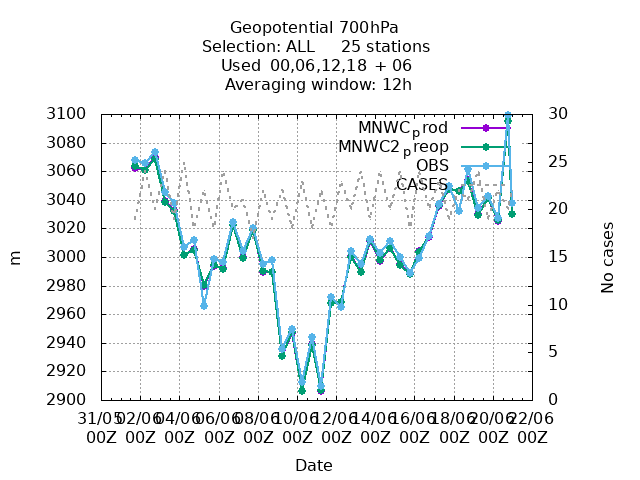 Geopotential 700hPa
Selection: ALL 25 stations
Used 00,06,12,18 + 06
Averaging window: 12h
3100
3080
3060
3040
3020
3000
2980
2960
2940
2920
2900
m
MNWCprod
MNWC2preop
OBS
CASES
30
25
20
15
10
5
0
No cases
31/05 02/06 04/06 06/06 08/06 10/06 12/06 14/06 16/06 18/06 20/06 22/06
00Z 00Z 00Z 00Z 00Z 00Z 00Z 00Z 00Z 00Z 00Z 00Z
Date